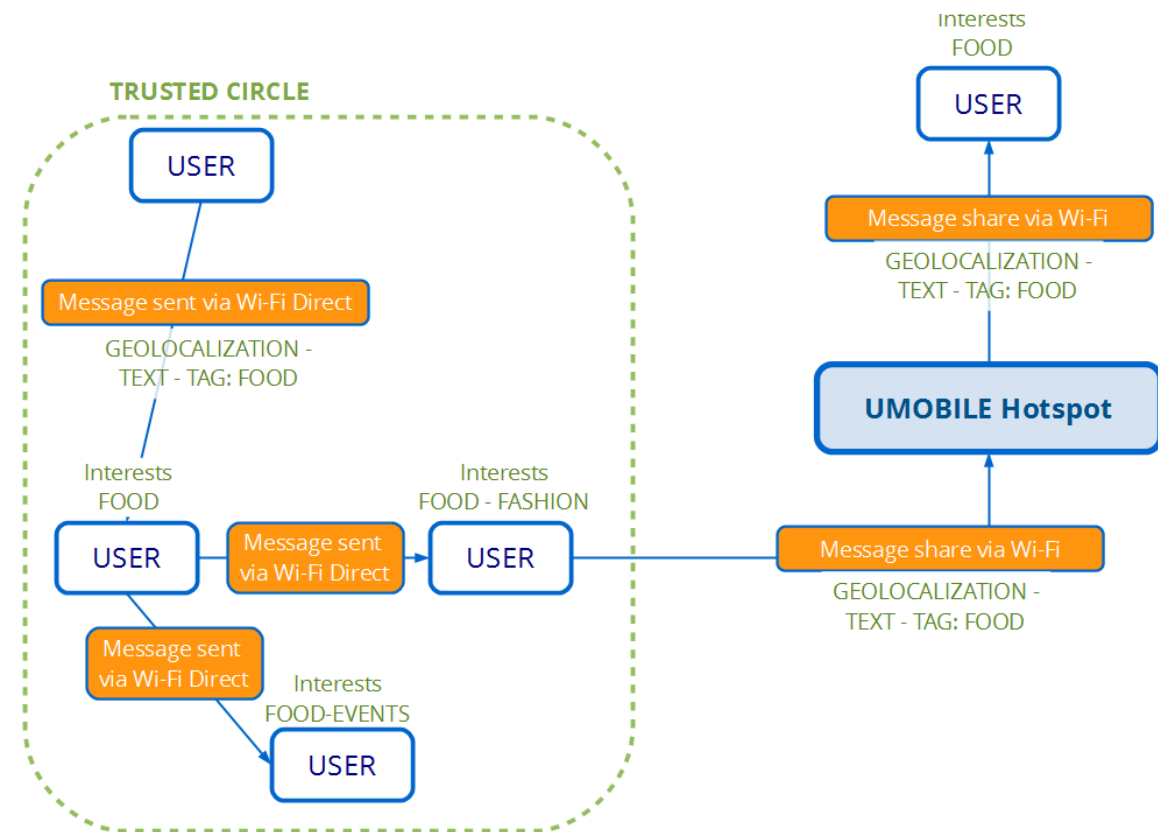 Interests
FOOD
USER
TRUSTED CIRCLE
USER
Message share via Wi-Fi
GEOLOCALIZATION -
TEXT - TAG: FOOD
Message sent via Wi-Fi Direct
GEOLOCALIZATION -
TEXT - TAG: FOOD
UMOBILE Hotspot
Interests
FOOD
USER
Message sent
via Wi-Fi Direct
Interests
FOOD - FASHION
USER
Message share via Wi-Fi
GEOLOCALIZATION -
TEXT - TAG: FOOD
Message sent
via Wi-Fi Direct
Interests
FOOD-EVENTS
USER